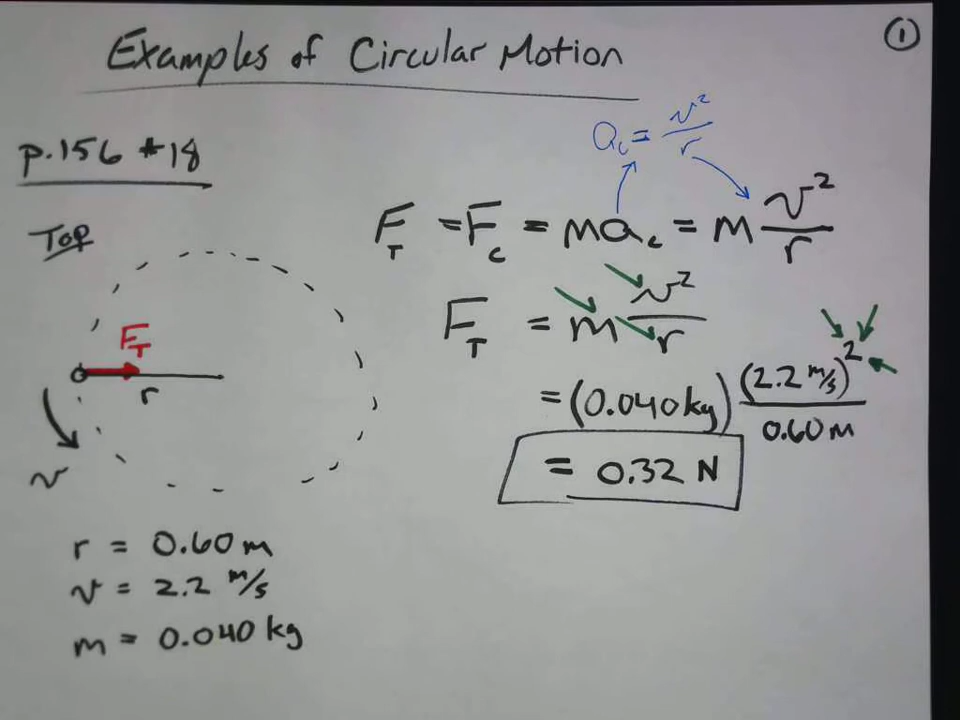 Examples of Circular Motion
①
p.156 #18
a_c = v²/r
Top
F_T = F_c = ma_c = m v²/r
F_T = m v²/r
F_T
r
v
= (0.040 kg) (2.2 m/s)²/0.60 m
= 0.32 N
r = 0.60 m
v = 2.2 m/s
m = 0.040 kg